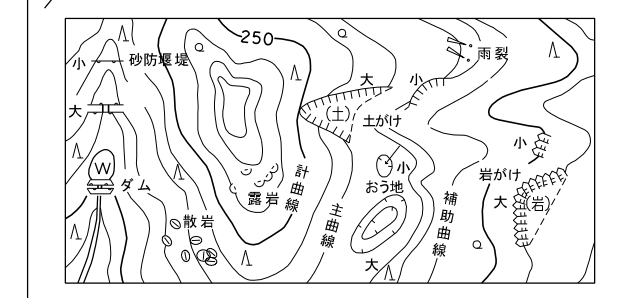 250
小
砂防堰堤
雨裂
大
小
大
(土)
土がけ
小
W
ダム
小
おう地
岩がけ
露岩
計曲線
主曲線
補助曲線
大
(岩)
散岩
大